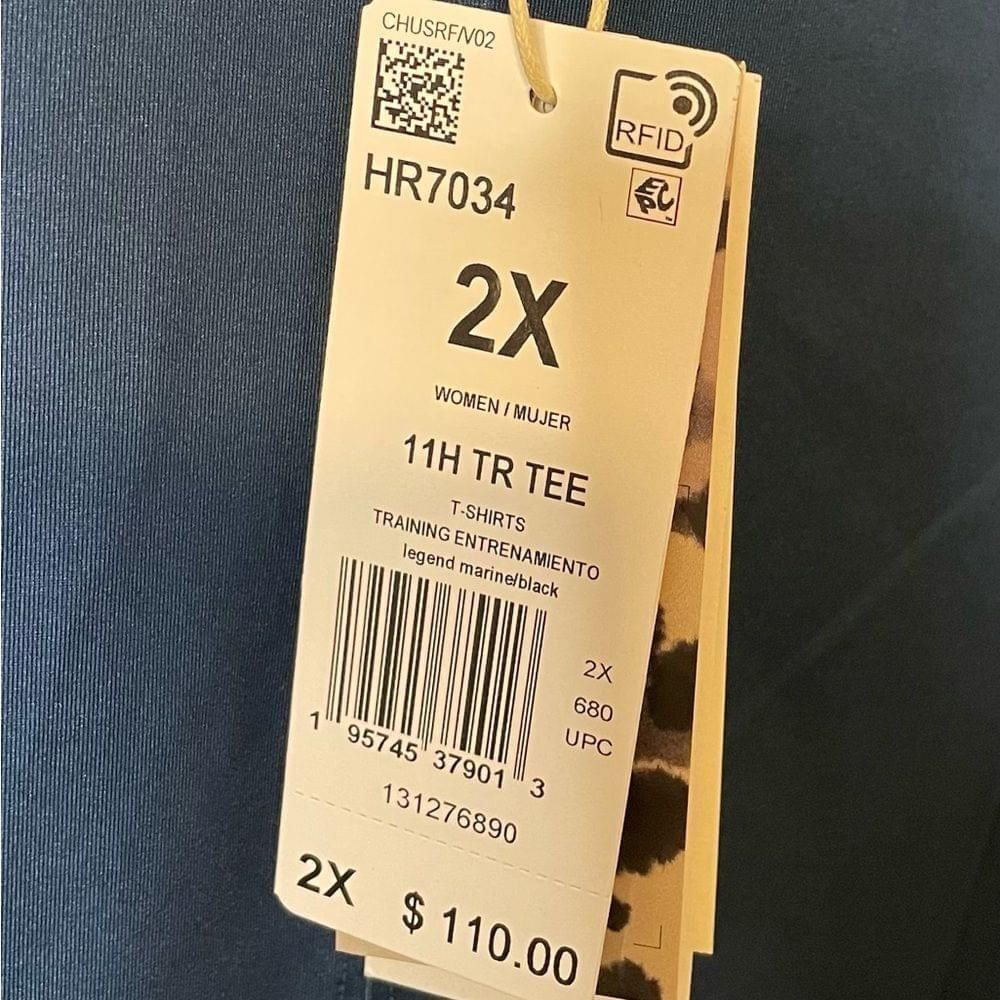 CHUSRF/V02
RFID
EPC
HR7034
2X
WOMEN / MUJER
11H TR TEE
T-SHIRTS
TRAINING ENTRENAMIENTO
legend marine/black
2X
680
UPC
1 95745 37901 3
131276890
2X $ 110.00